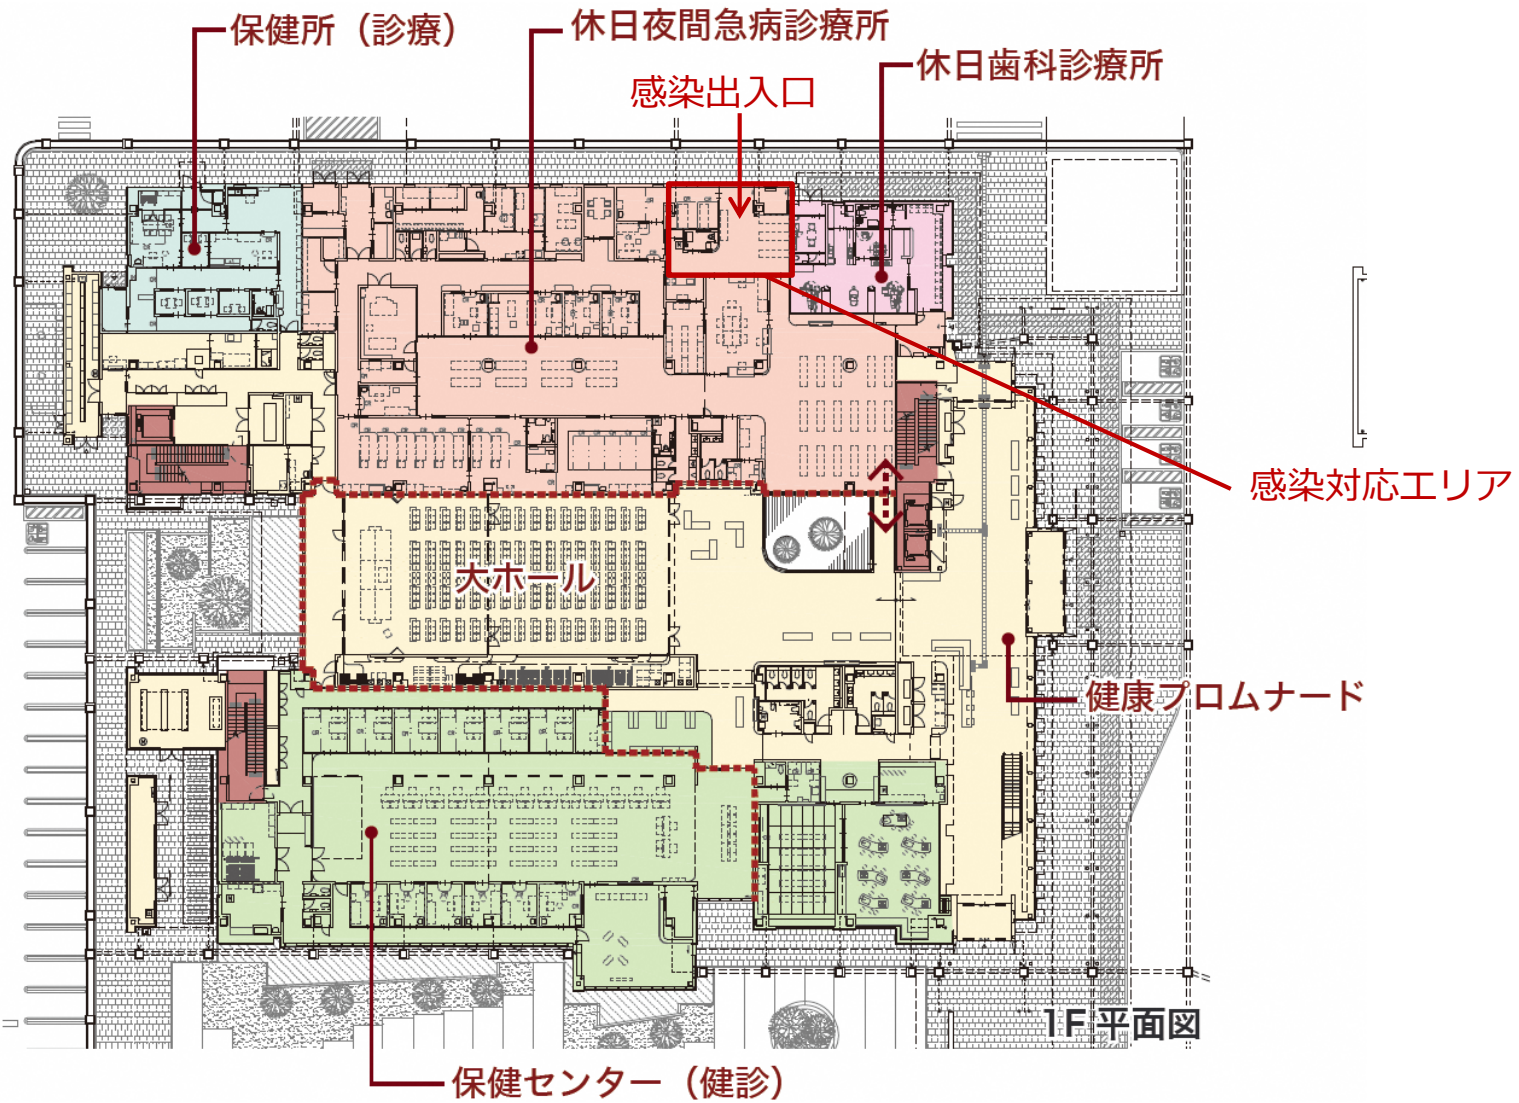 保健所（診療）
休日夜間急病診療所
休日歯科診療所
感染出入口
感染対応エリア
大ホール
健康プロムナード
1F 平面図
保健センター（健診）